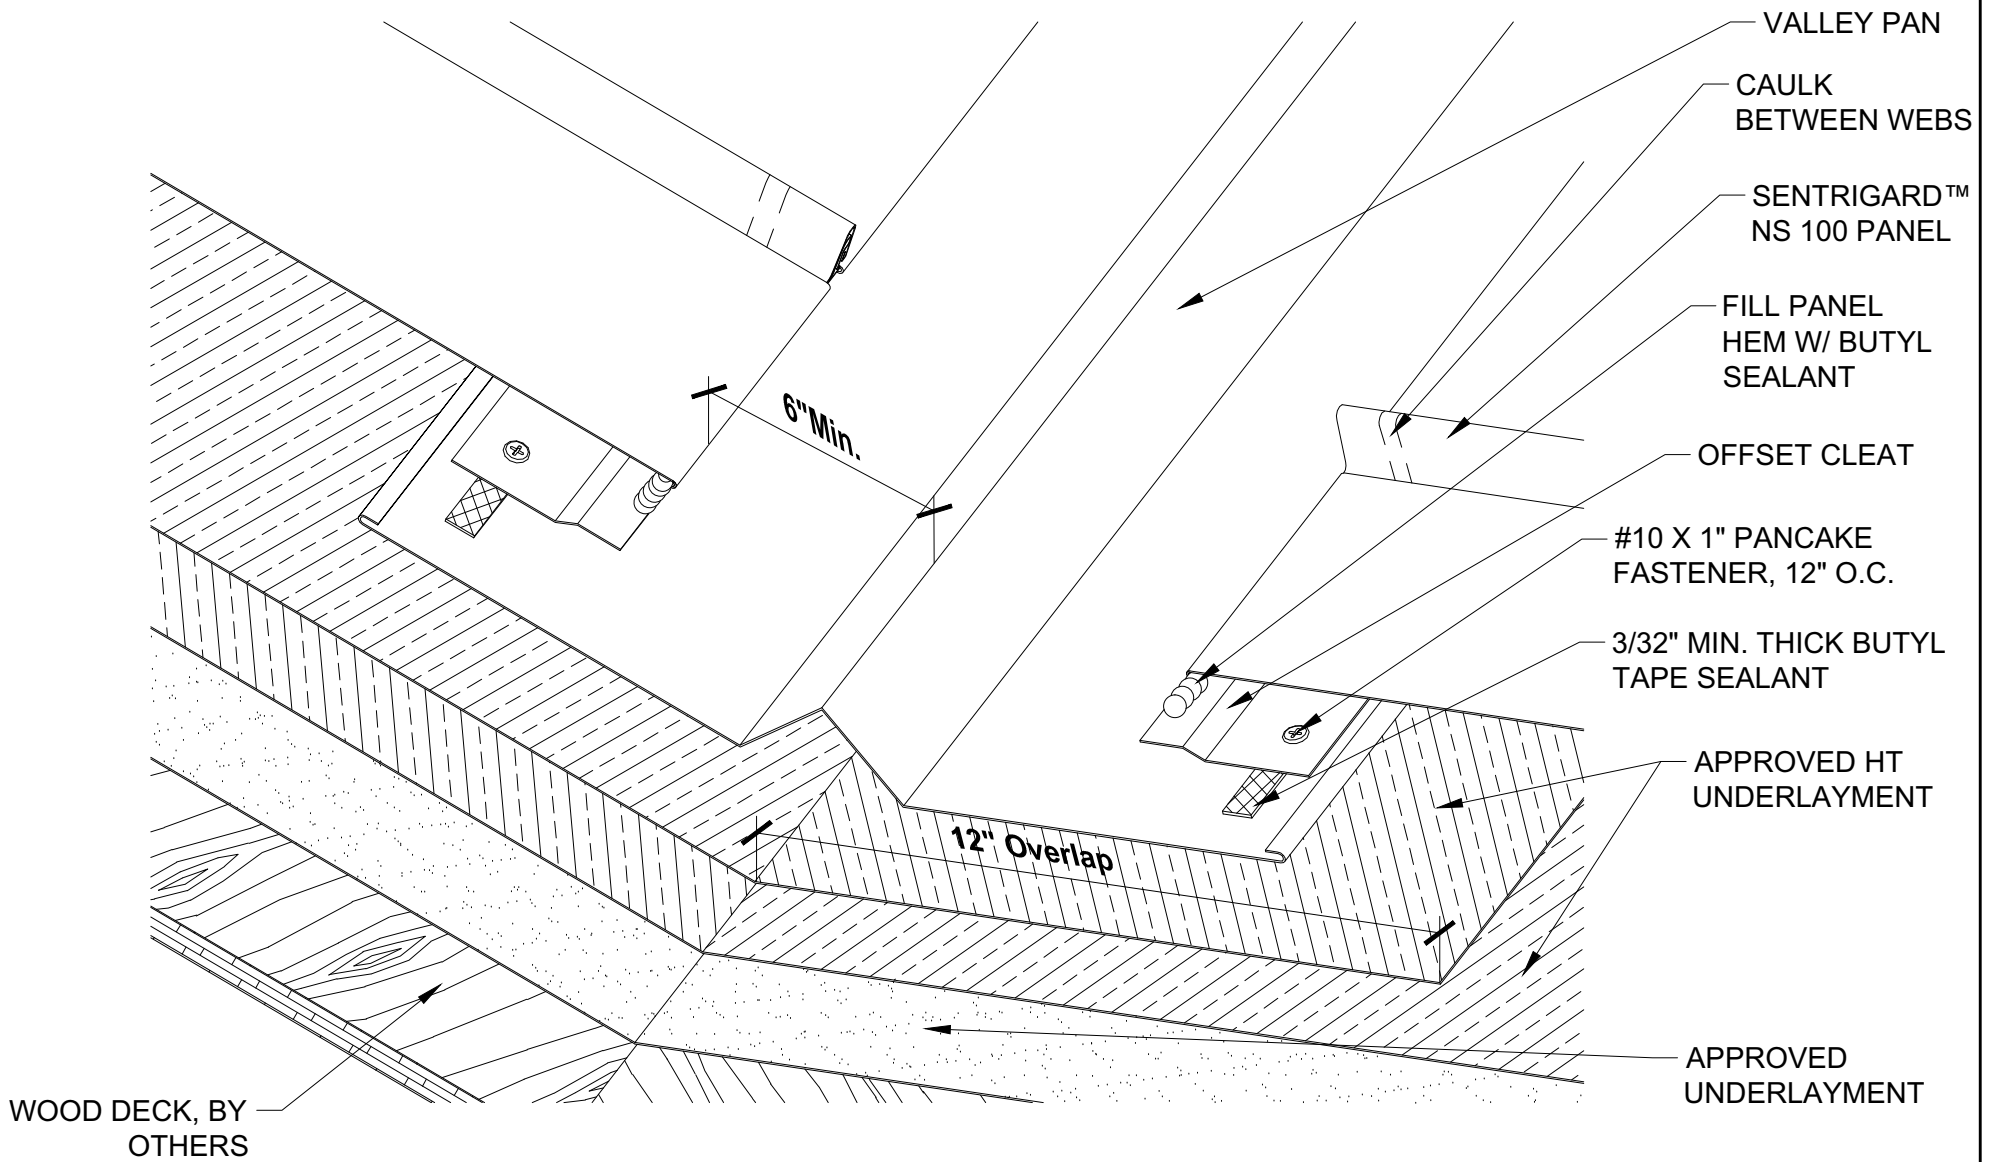 VALLEY PAN
CAULK
BETWEEN WEBS
SENTRIGARD™
NS 100 PANEL
FILL PANEL
HEM W/ BUTYL
SEALANT
6"Min.
OFFSET CLEAT
#10 X 1" PANCAKE
FASTENER, 12" O.C.
3/32" MIN. THICK BUTYL
TAPE SEALANT
APPROVED HT
UNDERLAYMENT
12" Overlap
APPROVED
UNDERLAYMENT
WOOD DECK, BY
OTHERS